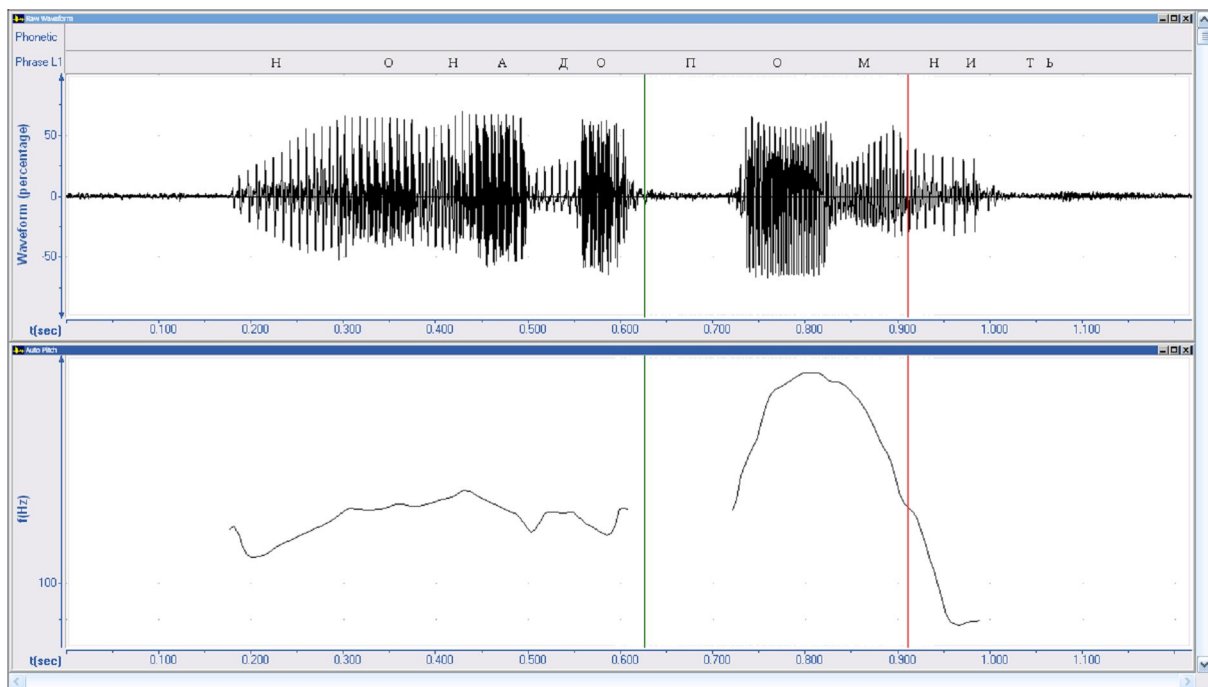 Raw Waveform
Phonetic
Phrase L1 Н О Н А Д О П О М Н И Т Ь
Waveform (percentage)
50
0
-50
t(sec) 0.100 0.200 0.300 0.400 0.500 0.600 0.700 0.800 0.900 1.000 1.100
Auto Pitch
f(Hz)
100
t(sec) 0.100 0.200 0.300 0.400 0.500 0.600 0.700 0.800 0.900 1.000 1.100